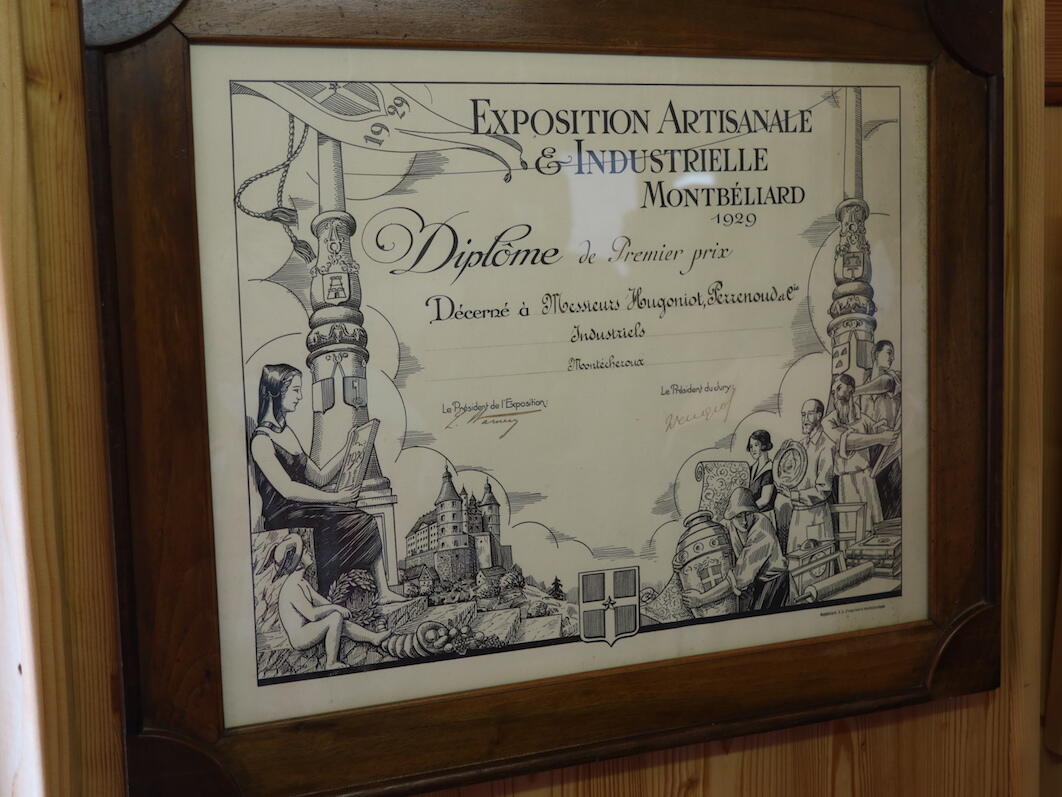 1929
EXPOSITION ARTISANALE
& INDUSTRIELLE
MONTBÉLIARD
1929
Diplôme de Premier prix
Décerné à Messieurs Hugoniot, Perrenoud & Cie
Industriels
Montécheroux
Le Président de l'Exposition:
Le Président du Jury: